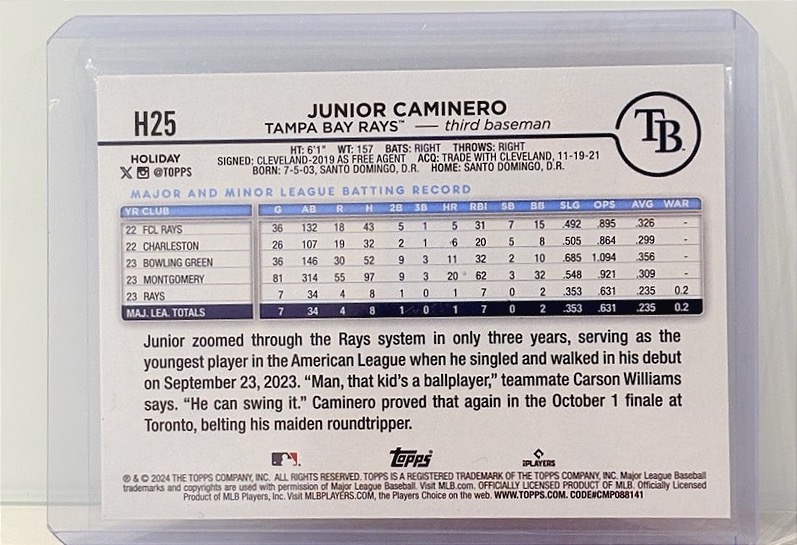 H25
JUNIOR CAMINERO
TAMPA BAY RAYS™ — third baseman
TB
HOLIDAY
X @TOPPS
HT: 6'1" WT: 157 BATS: RIGHT THROWS: RIGHT
SIGNED: CLEVELAND-2019 AS FREE AGENT ACQ: TRADE WITH CLEVELAND, 11-19-21
BORN: 7-5-03, SANTO DOMINGO, D.R. HOME: SANTO DOMINGO, D.R.
MAJOR AND MINOR LEAGUE BATTING RECORD
YR CLUB G AB R H 2B 3B HR RBI SB BB SLG OPS AVG WAR
22 FCL RAYS 36 132 18 43 5 1 5 31 7 15 .492 .895 .326 -
22 CHARLESTON 26 107 19 32 2 1 6 20 5 8 .505 .864 .299 -
23 BOWLING GREEN 36 146 30 52 9 3 11 32 2 10 .685 1.094 .356 -
23 MONTGOMERY 81 314 55 97 9 3 20 62 3 32 .548 .921 .309 -
23 RAYS 7 34 4 8 1 0 1 7 0 2 .353 .631 .235 0.2
MAJ. LEA. TOTALS 7 34 4 8 1 0 1 7 0 2 .353 .631 .235 0.2
Junior zoomed through the Rays system in only three years, serving as the
youngest player in the American League when he singled and walked in his debut
on September 23, 2023. “Man, that kid’s a ballplayer,” teammate Carson Williams
says. “He can swing it.” Caminero proved that again in the October 1 finale at
Toronto, belting his maiden roundtripper.
Topps
PLAYERS
® & © 2024 THE TOPPS COMPANY, INC. ALL RIGHTS RESERVED. TOPPS IS A REGISTERED TRADEMARK OF THE TOPPS COMPANY, INC. Major League Baseball
trademarks and copyrights are used with permission of Major League Baseball. Visit MLB.com. OFFICIALLY LICENSED PRODUCT OF MLB. Officially Licensed
Product of MLB Players, Inc. Visit MLBPLAYERS.COM, the Players Choice on the web. WWW.TOPPS.COM. CODE#CMP088141